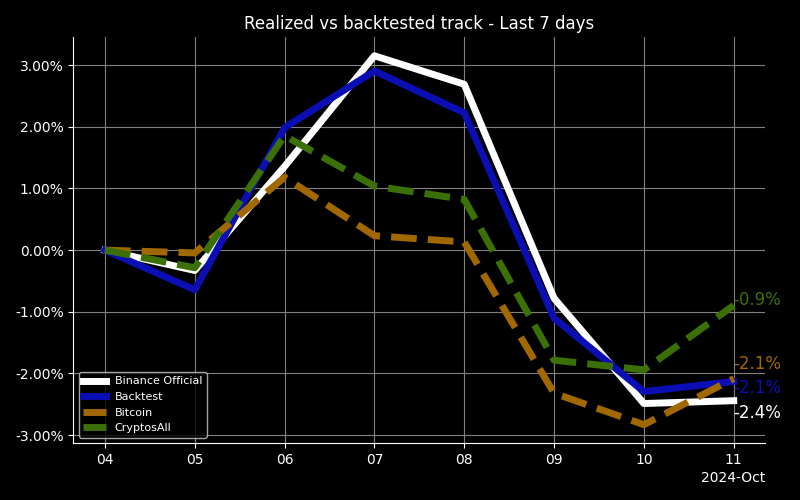 Realized vs backtested track - Last 7 days
3.00%
2.00%
1.00%
0.00%
-1.00%
-2.00%
-3.00%
-0.9%
-2.1%
-2.1%
-2.4%
Binance Official
Backtest
Bitcoin
CryptosAll
04 05 06 07 08 09 10 11
2024-Oct